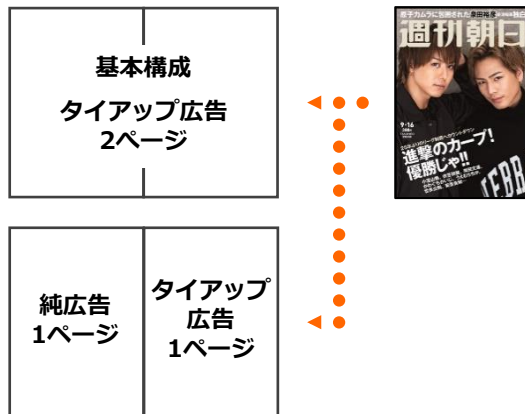 基本構成
タイアップ広告
2ページ
純広告
1ページ
タイアップ
広告
1ページ
週刊朝日
9・16
進撃のカープ!
優勝じゃ!!